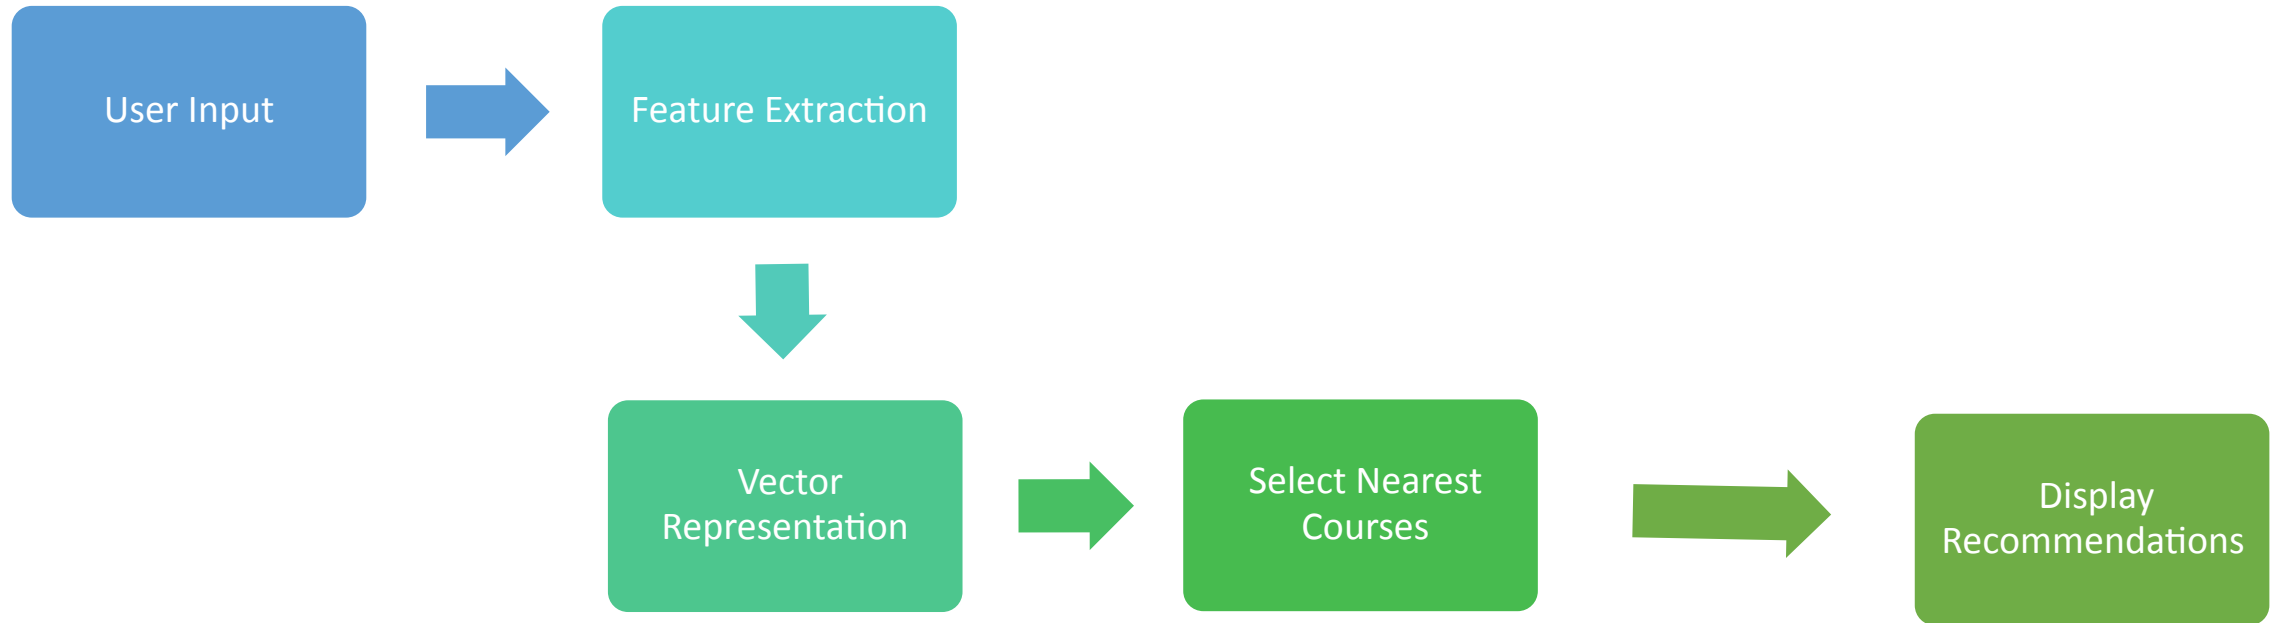 User Input
Feature Extraction
Vector
Representation
Select Nearest
Courses
Display
Recommendations